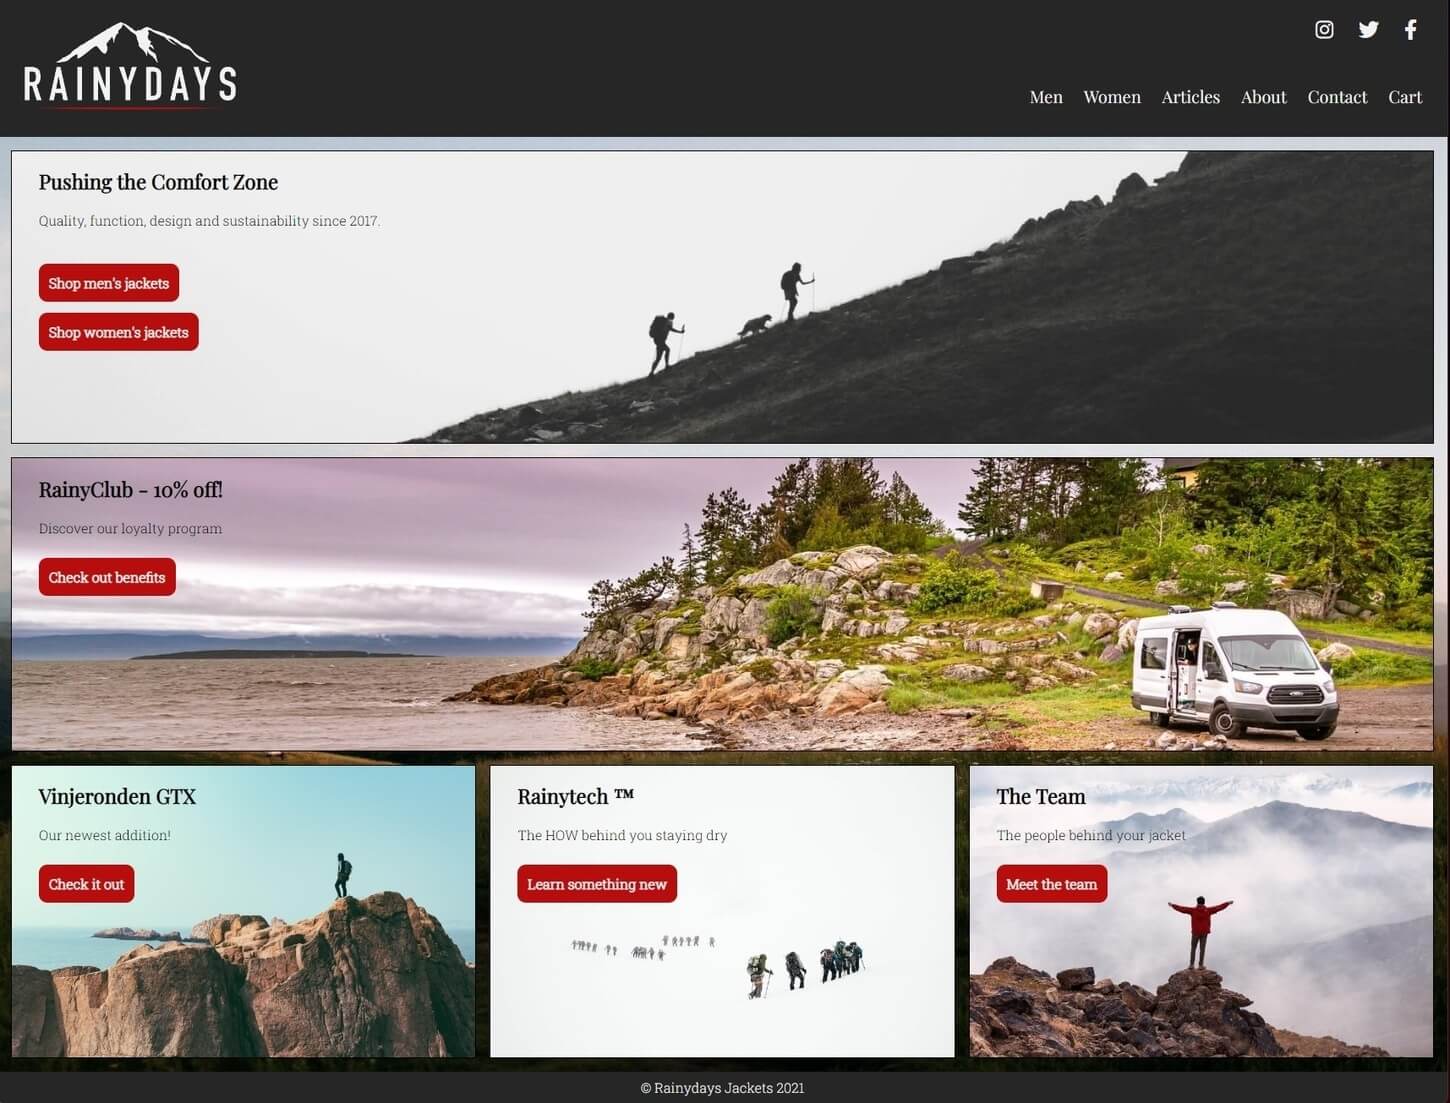 RAINYDAYS
Men Women Articles About Contact Cart
Pushing the Comfort Zone
Quality, function, design and sustainability since 2017.
Shop men's jackets
Shop women's jackets
RainyClub - 10% off!
Discover our loyalty program
Check out benefits
Vinjeronden GTX
Our newest addition!
Check it out
Rainytech ™
The HOW behind you staying dry
Learn something new
The Team
The people behind your jacket
Meet the team
© Rainydays Jackets 2021